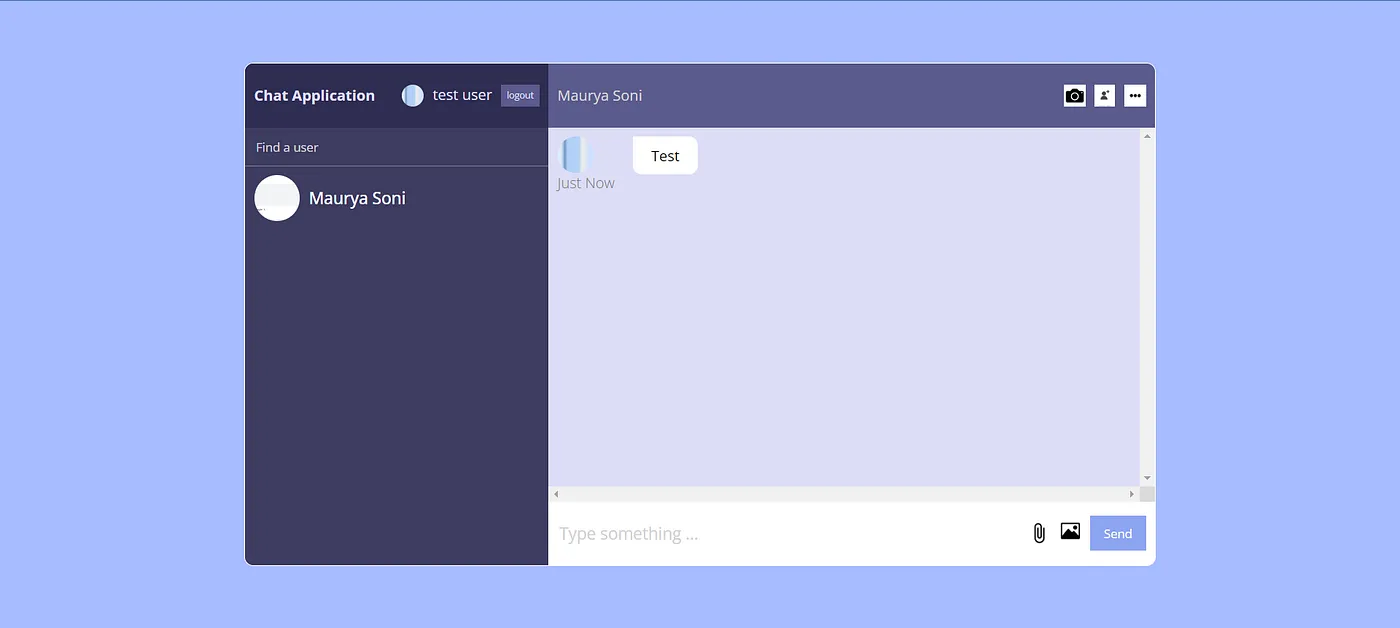 Chat Application
test user
logout
Find a user
Maurya Soni
Maurya Soni
Test
Just Now
Type something ...
Send